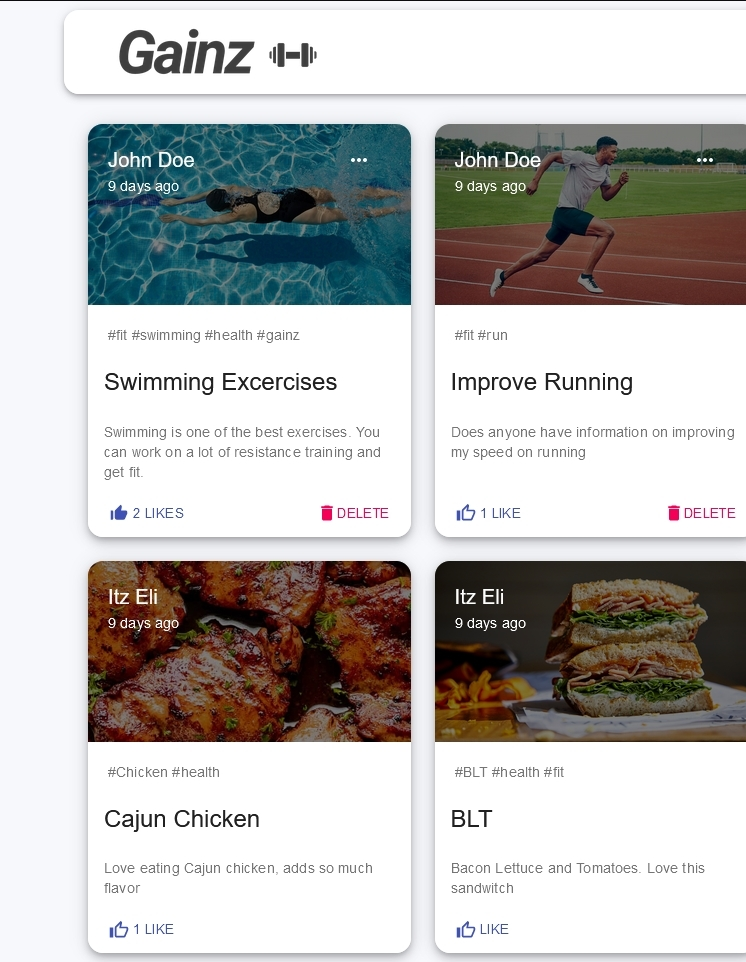 Gainz
John Doe
9 days ago
#fit #swimming #health #gainz
Swimming Excercises
Swimming is one of the best exercises. You
can work on a lot of resistance training and
get fit.
2 LIKES
DELETE
John Doe
9 days ago
#fit #run
Improve Running
Does anyone have information on improving
my speed on running
1 LIKE
DELETE
Itz Eli
9 days ago
#Chicken #health
Cajun Chicken
Love eating Cajun chicken, adds so much
flavor
1 LIKE
Itz Eli
9 days ago
#BLT #health #fit
BLT
Bacon Lettuce and Tomatoes. Love this
sandwitch
LIKE